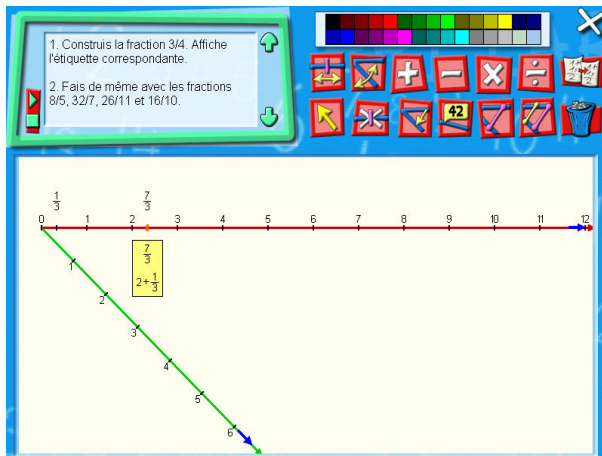 1. Construis la fraction 3/4. Affiche
l'étiquette correspondante.
2. Fais de même avec les fractions
8/5, 32/7, 26/11 et 16/10.
42
1/3 7/3
0 1 2 3 4 5 6 7 8 9 10 11 12
7/3
2+1/3
1
2
3
4
5
6